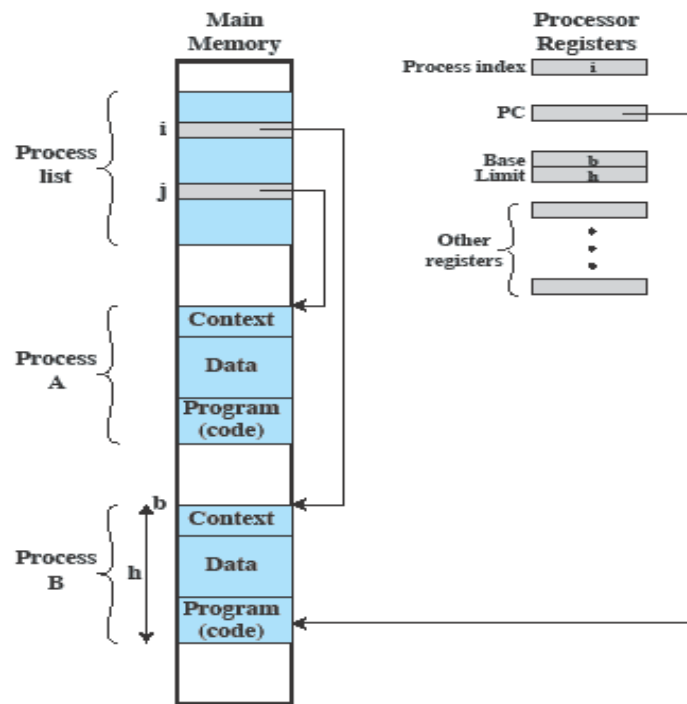 Main
Memory
Processor
Registers
Process index
i
PC
Base
b
Limit
h
Other
registers
Process
list
i
j
Process
A
Context
Data
Program
(code)
Process
B
b
h
Context
Data
Program
(code)